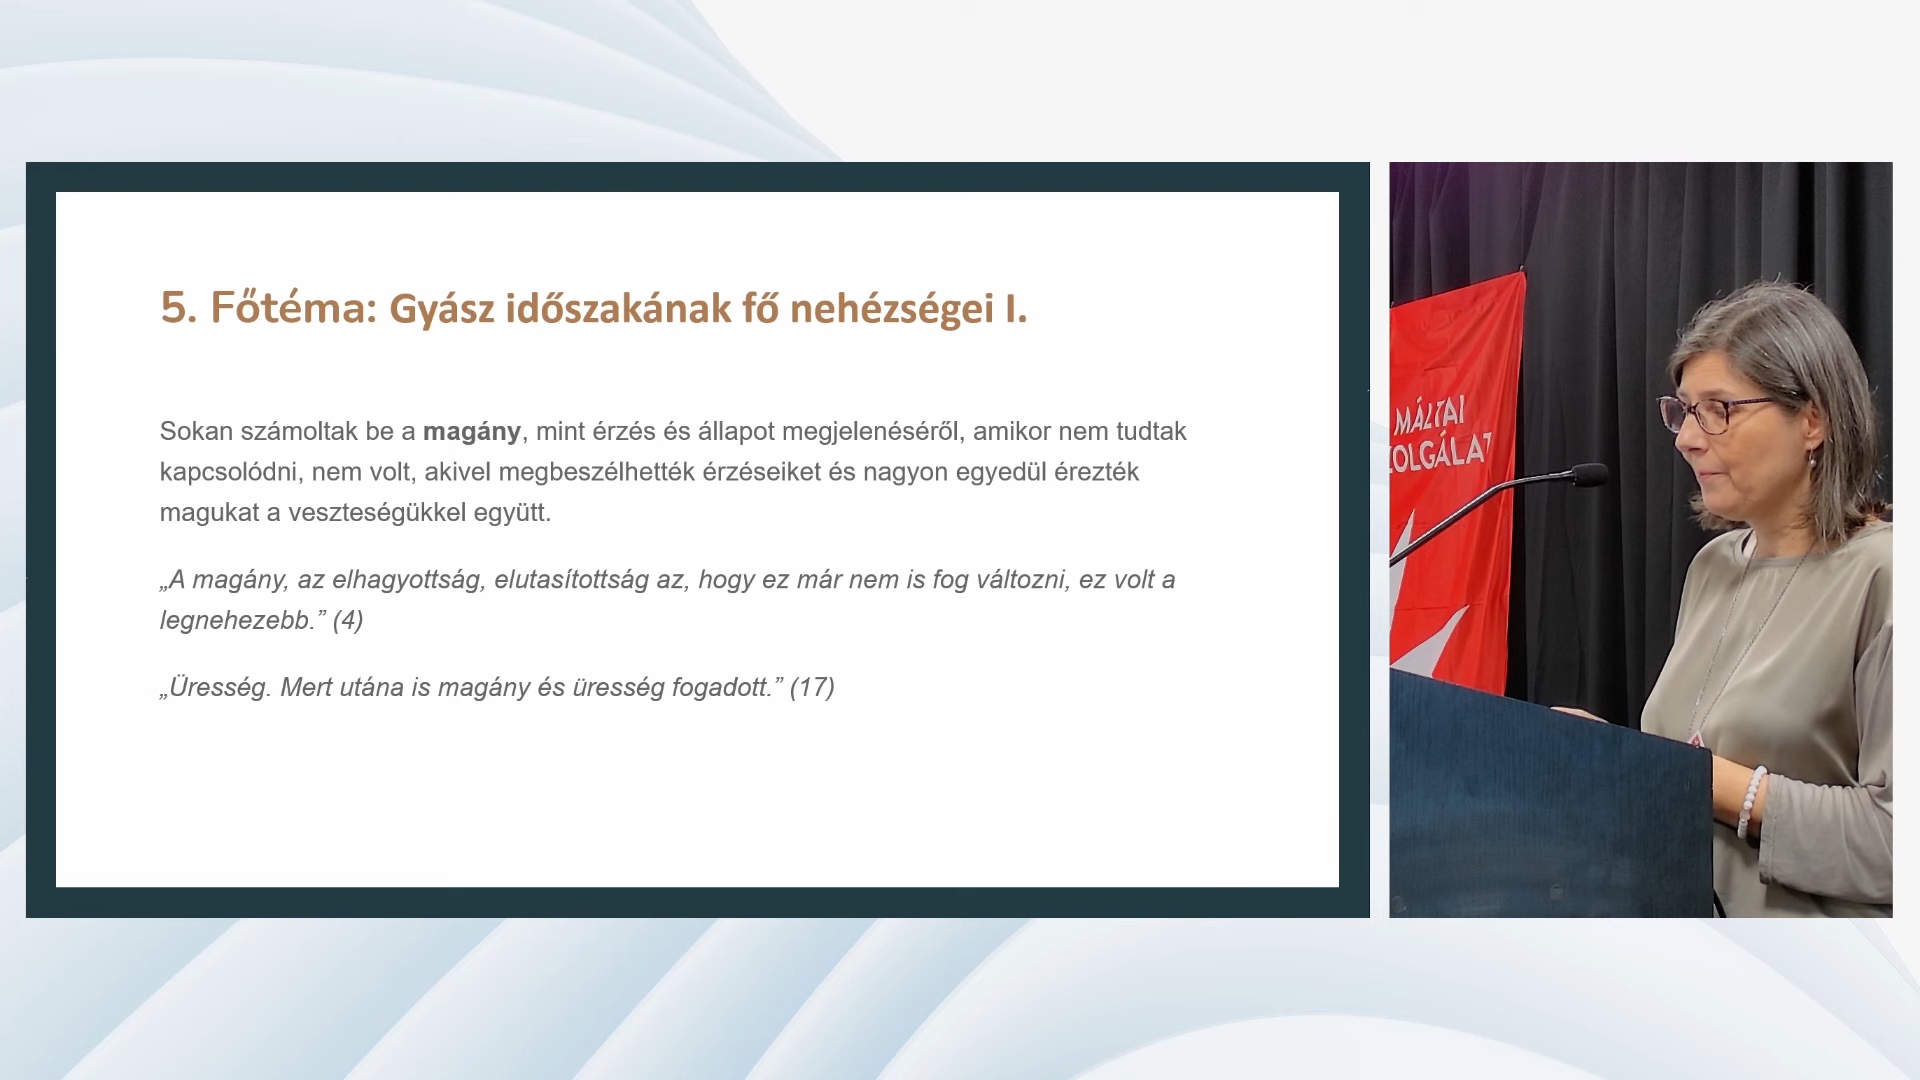 5. Főtéma: Gyász időszakának fő nehézségei I.
Sokan számoltak be a magány, mint érzés és állapot megjelenéséről, amikor nem tudtak
kapcsolódni, nem volt, akivel megbeszélhették érzéseiket és nagyon egyedül érezték
magukat a veszteségükkel együtt.
„A magány, az elhagyottság, elutasítottság az, hogy ez már nem is fog változni, ez volt a
legnehezebb.” (4)
„Üresség. Mert utána is magány és üresség fogadott.” (17)
MÁLTAI
ZOLGÁLAT